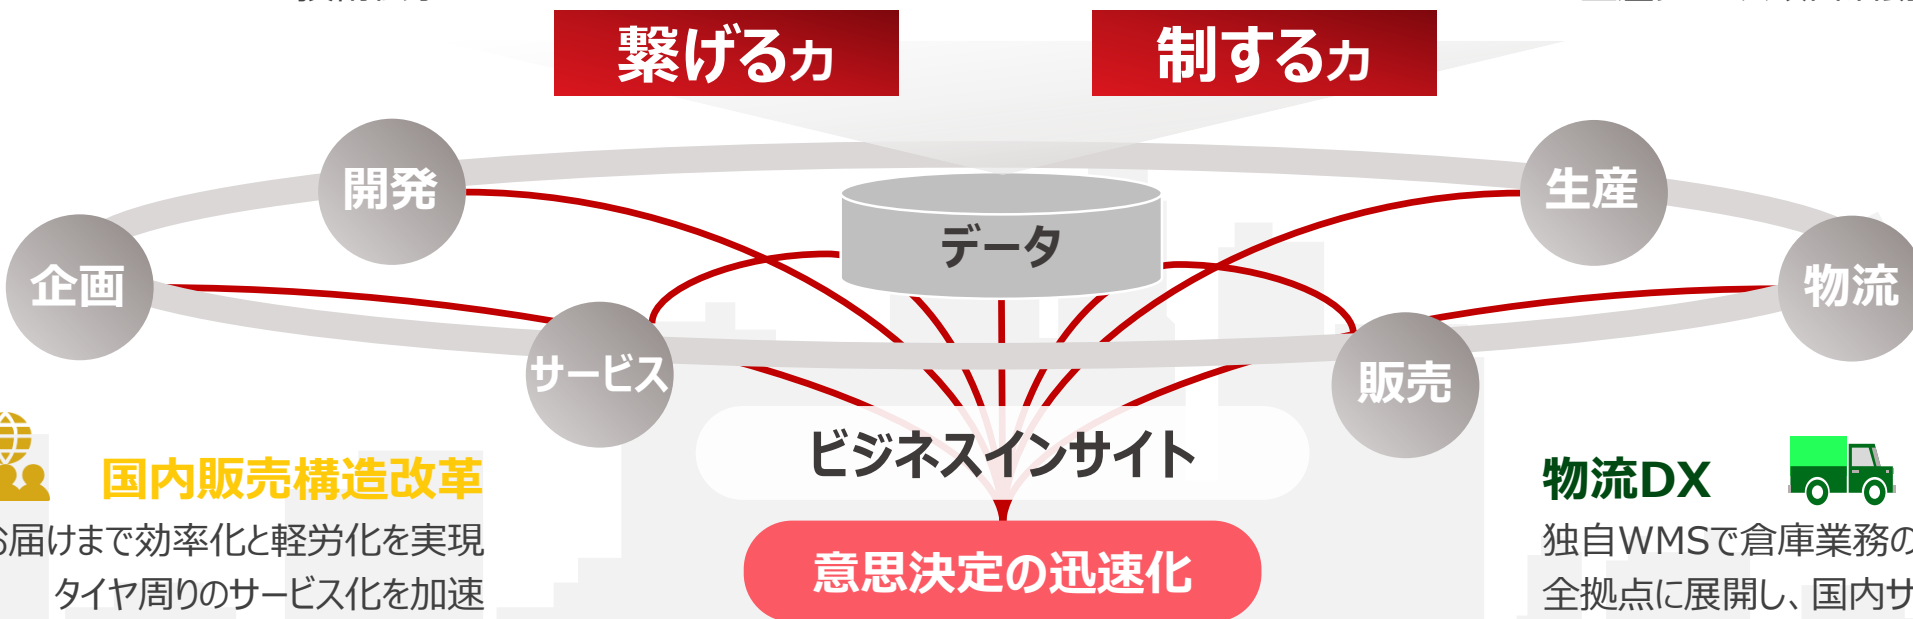 繋げる力
制する力
開発
生産
データ
企画
物流
サービス
販売
ビジネスインサイト
国内販売構造改革
お届けまで効率化と軽労化を実現
タイヤ周りのサービス化を加速
意思決定の迅速化
物流DX
独自WMSで倉庫業務の
全拠点に展開し、国内サ